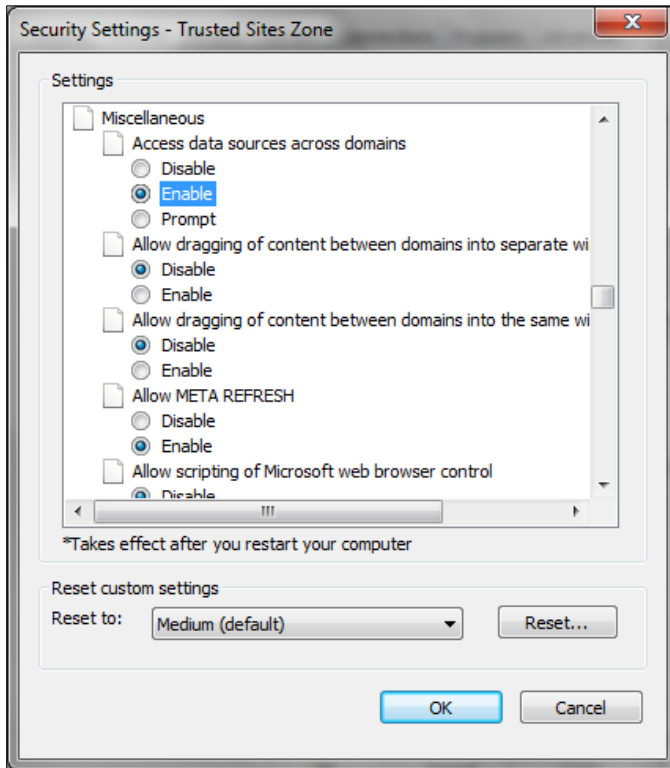 Security Settings - Trusted Sites Zone
Settings
Miscellaneous
Access data sources across domains
Disable
Enable
Prompt
Allow dragging of content between domains into separate wi
Disable
Enable
Allow dragging of content between domains into the same wi
Disable
Enable
Allow META REFRESH
Disable
Enable
Allow scripting of Microsoft web browser control
Disable
*Takes effect after you restart your computer
Reset custom settings
Reset to: Medium (default) Reset...
OK Cancel